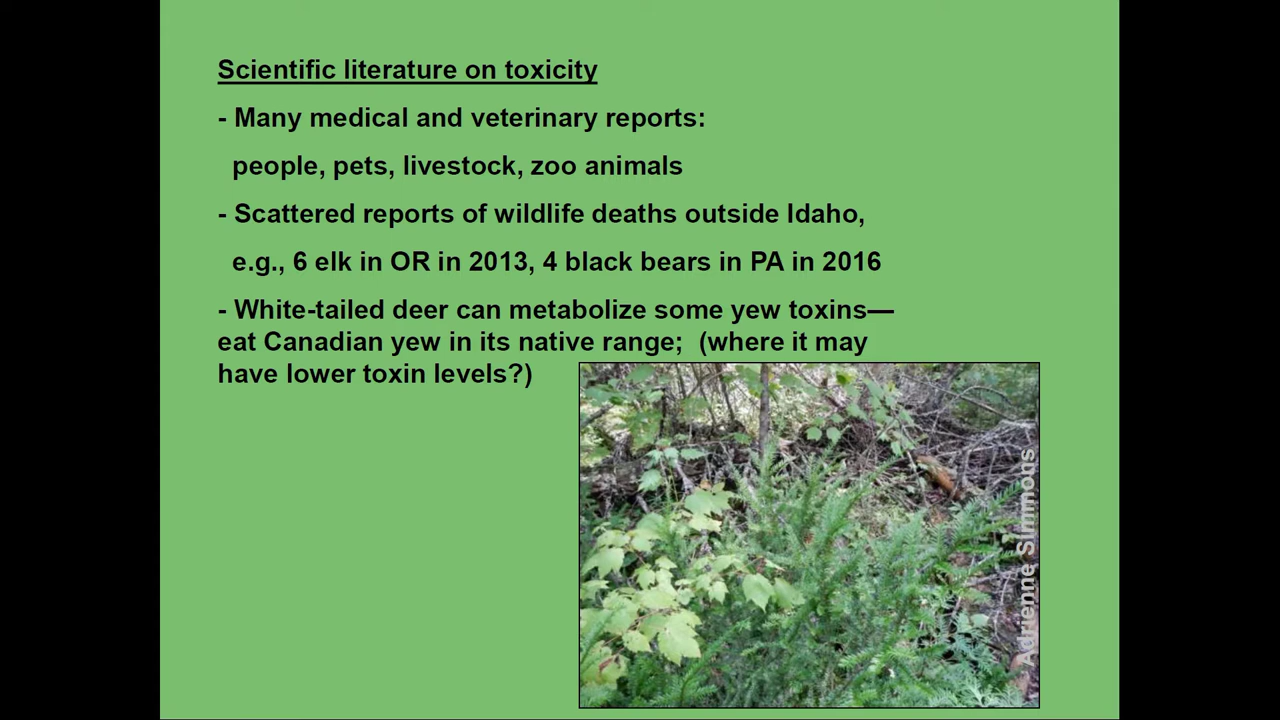 Scientific literature on toxicity
- Many medical and veterinary reports:
people, pets, livestock, zoo animals
- Scattered reports of wildlife deaths outside Idaho,
e.g., 6 elk in OR in 2013, 4 black bears in PA in 2016
- White-tailed deer can metabolize some yew toxins—
eat Canadian yew in its native range;  (where it may
have lower toxin levels?)
Adrienne Simmons